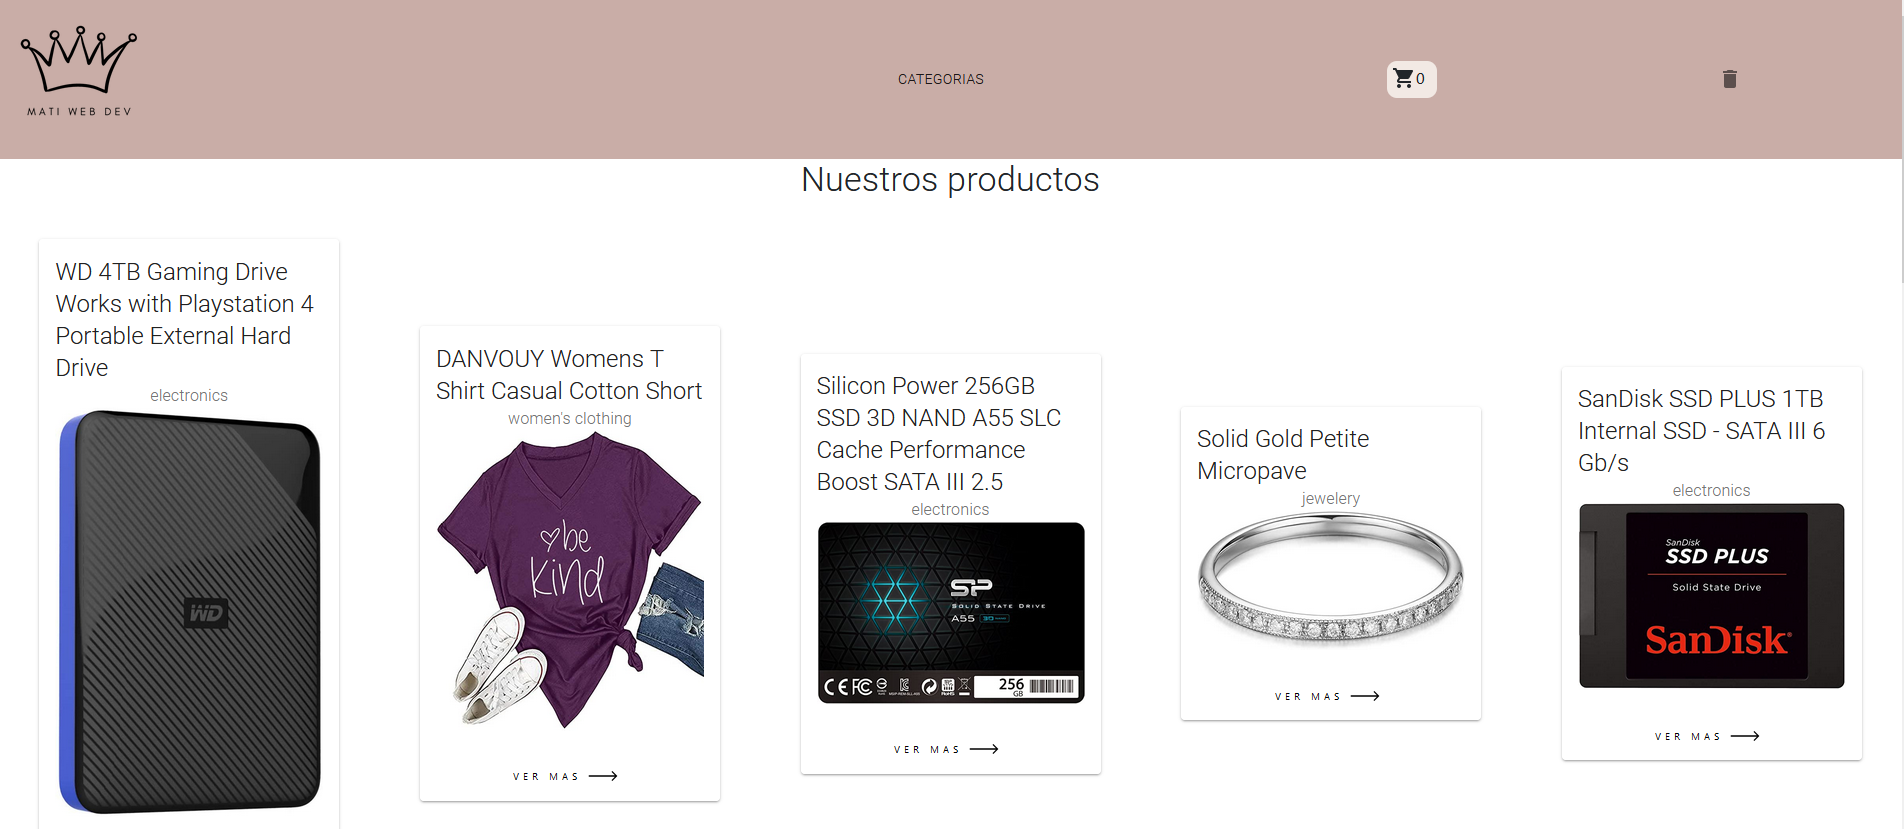 MATI WEB DEV
CATEGORIAS
0
Nuestros productos
WD 4TB Gaming Drive
Works with Playstation 4
Portable External Hard
Drive
electronics
WD
DANVOUY Womens T
Shirt Casual Cotton Short
women's clothing
be
kind
VER MAS
Silicon Power 256GB
SSD 3D NAND A55 SLC
Cache Performance
Boost SATA III 2.5
electronics
SP
SOLID STATE DRIVE
A55
256
GB
VER MAS
Solid Gold Petite
Micropave
jewelery
VER MAS
SanDisk SSD PLUS 1TB
Internal SSD - SATA III 6
Gb/s
electronics
SanDisk
SSD PLUS
Solid State Drive
SanDisk
VER MAS